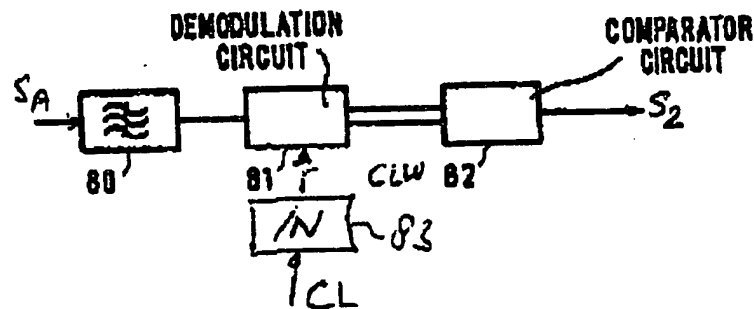 DEMODULATION
CIRCUIT
COMPARATOR
CIRCUIT
SA
S2
80
81
CLW
82
/N
83
CL